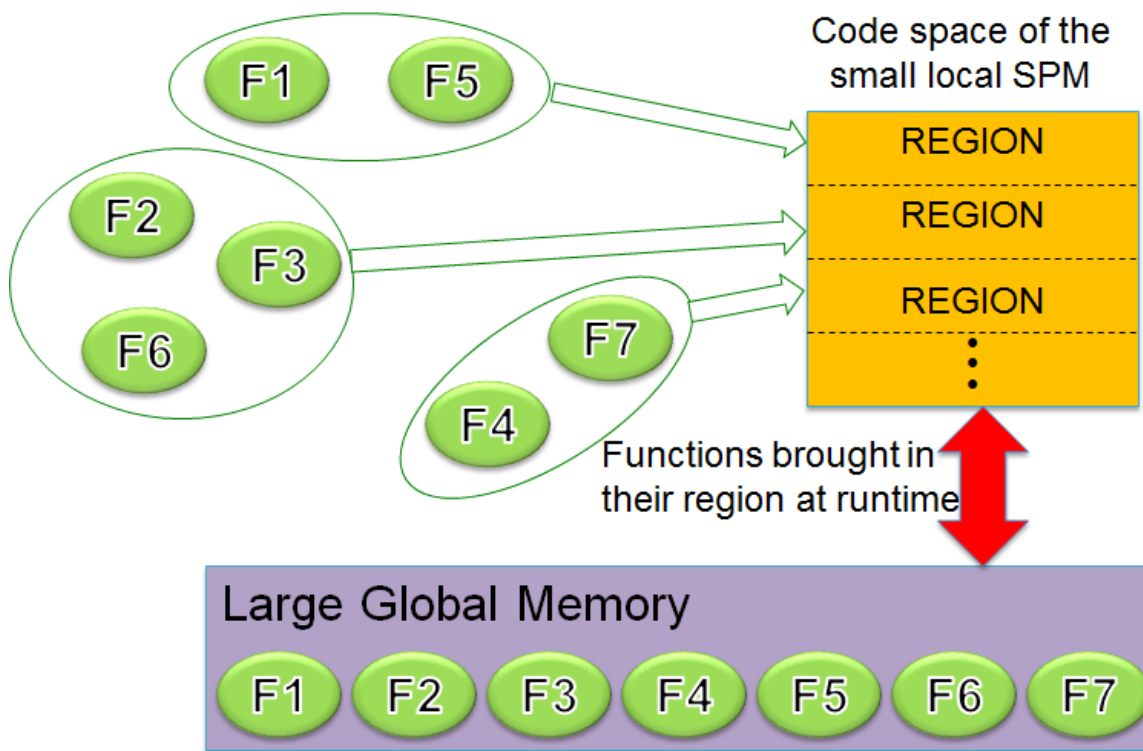 Code space of the
small local SPM
F1
F5
REGION
F2
REGION
F3
REGION
F6
F7
F4
Functions brought in
their region at runtime
Large Global Memory
F1 F2 F3 F4 F5 F6 F7